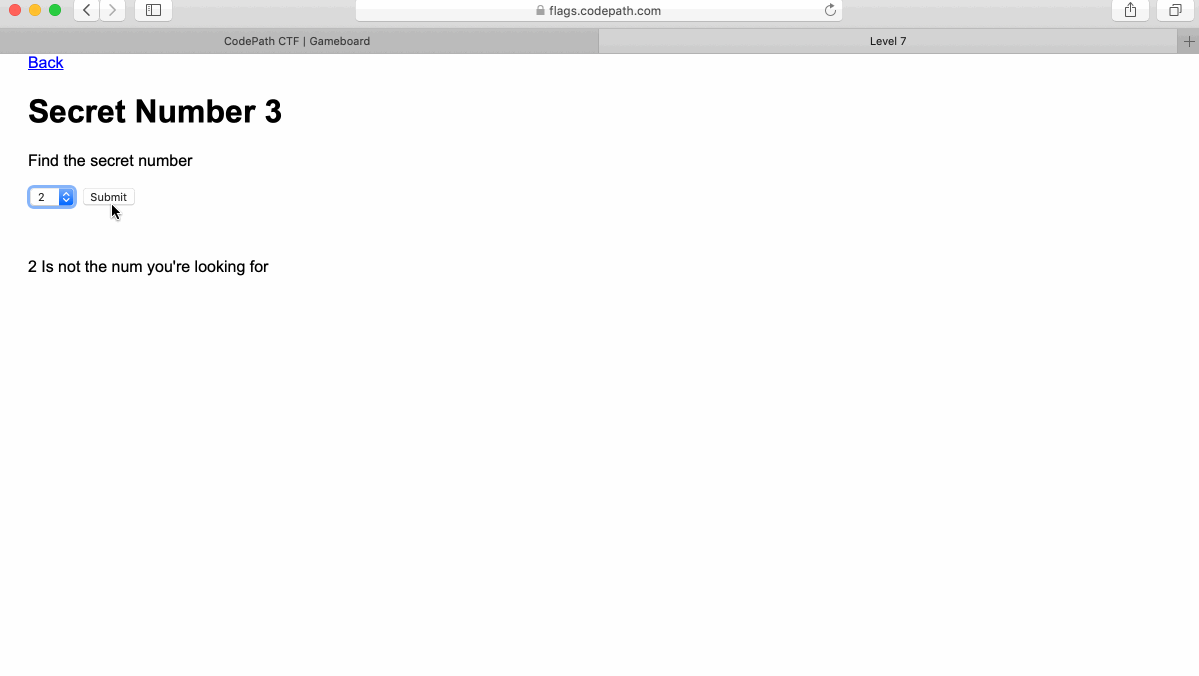 flags.codepath.com
CodePath CTF | Gameboard
Level 7
Back
Secret Number 3
Find the secret number
2
Submit
2 Is not the num you're looking for